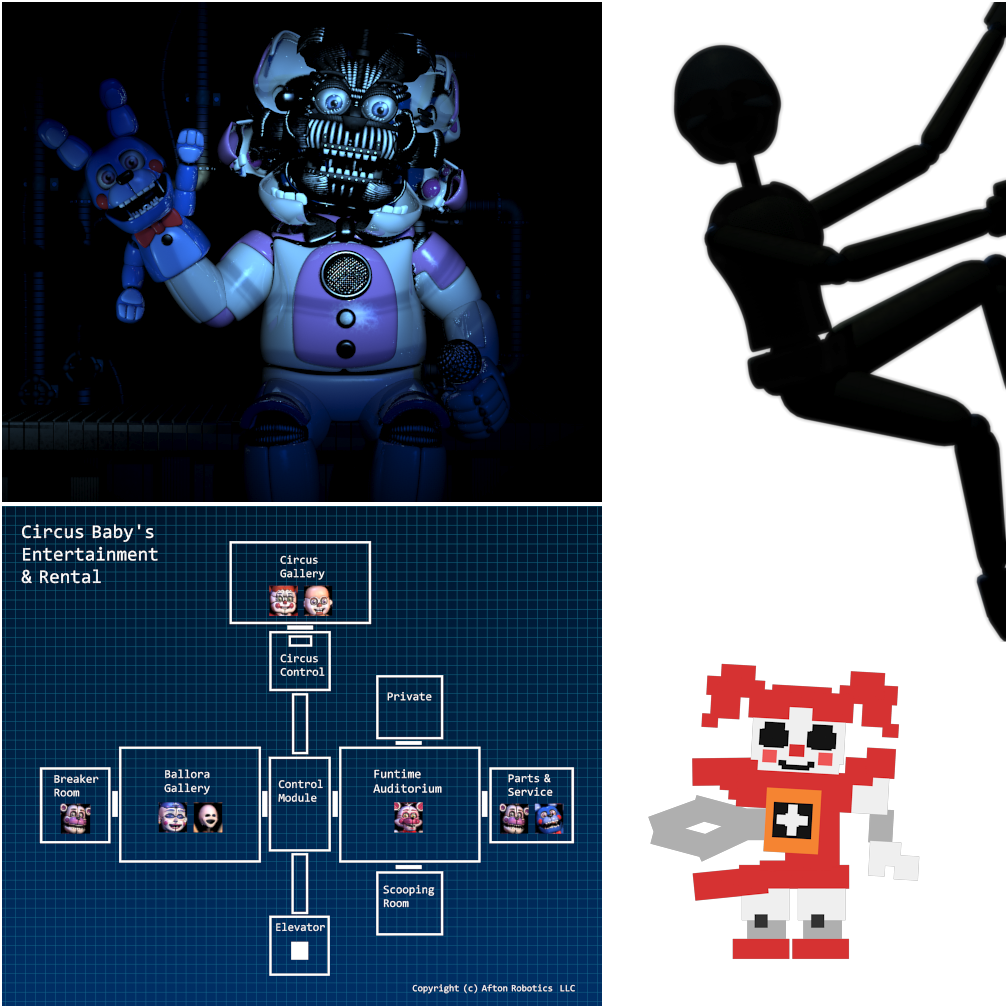 Circus Baby's
Entertainment
& Rental
Circus
Gallery
Circus
Control
Private
Breaker
Room
Ballora
Gallery
Control
Module
Funtime
Auditorium
Parts &
Service
Scooping
Room
Elevator
Copyright (c) Afton Robotics LLC